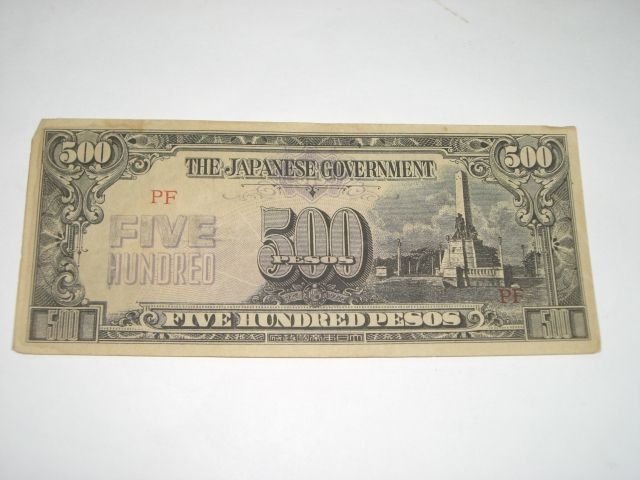 500
500
THE JAPANESE GOVERNMENT
PF
FIVE
HUNDRED
500
PESOS
PF
500
FIVE HUNDRED PESOS
500